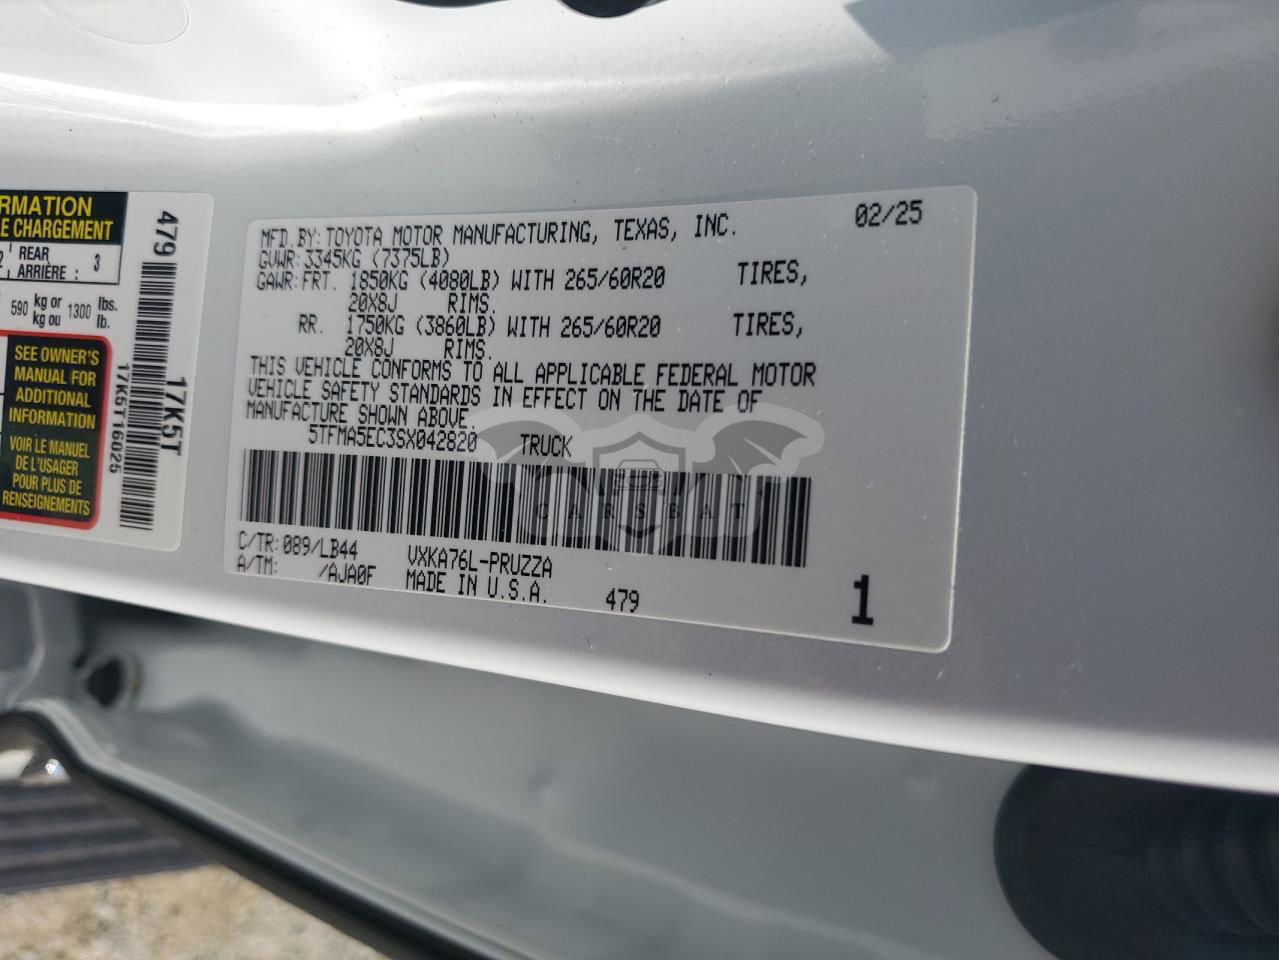 RMATION
E CHARGEMENT
2 REAR
ARRIÈRE : 3
590 kg or 1300 lbs.
kg ou lb.
SEE OWNER'S
MANUAL FOR
ADDITIONAL
INFORMATION
VOIR LE MANUEL
DE L'USAGER
POUR PLUS DE
RENSEIGNEMENTS
479
17K5T
17K5T16025
MFD.BY: TOYOTA MOTOR MANUFACTURING, TEXAS, INC. 02/25
GVWR: 3345KG (7375LB)
GAWR: FRT. 1850KG (4080LB) WITH 265/60R20 TIRES,
20X8J RIMS.
RR. 1750KG (3860LB) WITH 265/60R20 TIRES,
20X8J RIMS.
THIS VEHICLE CONFORMS TO ALL APPLICABLE FEDERAL MOTOR
VEHICLE SAFETY STANDARDS IN EFFECT ON THE DATE OF
MANUFACTURE SHOWN ABOVE.
5TFMA5EC3SX042820 TRUCK
CARSBAT
C/TR: 089/LB44 VXKA76L-PRUZZA
A/TM: /AJA0F MADE IN U.S.A. 479
1